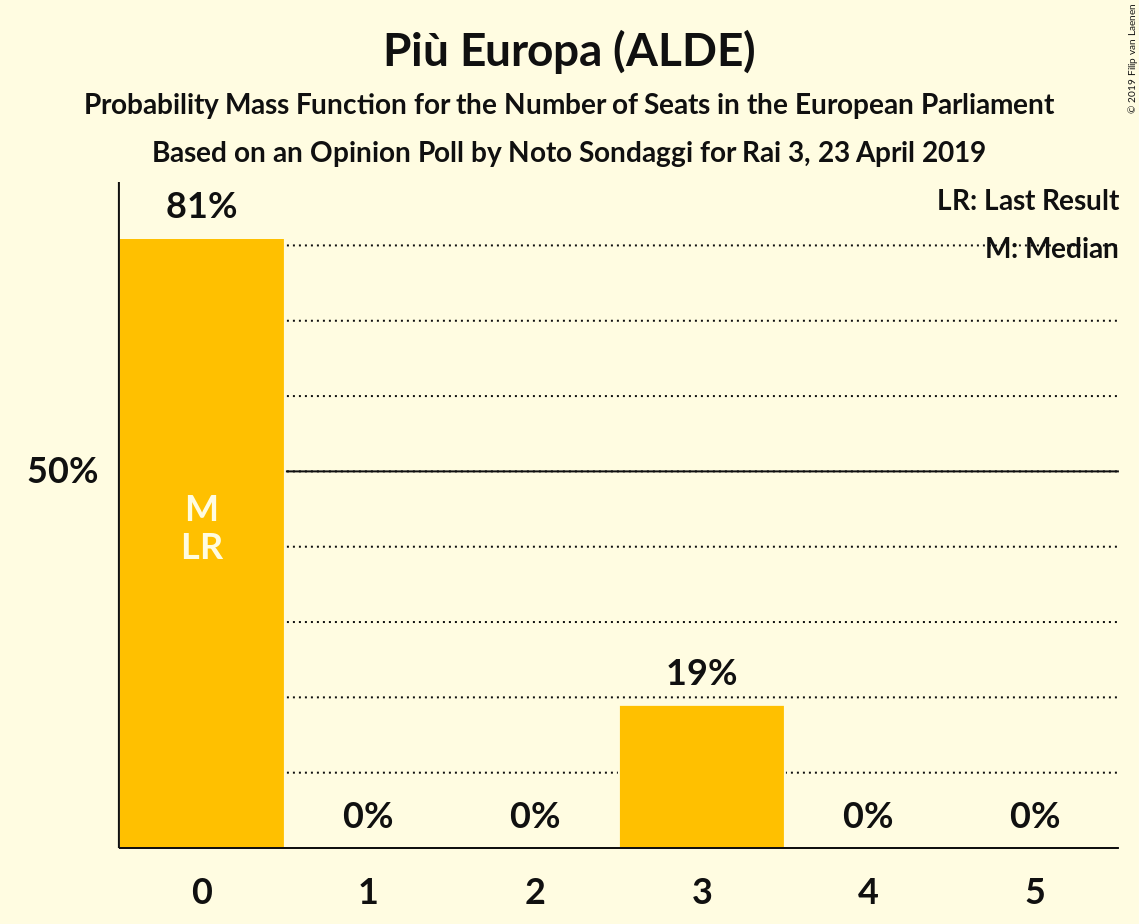 Più Europa (ALDE)
Probability Mass Function for the Number of Seats in the European Parliament
Based on an Opinion Poll by Noto Sondaggi for Rai 3, 23 April 2019
© 2019 Filip van Laenen
LR: Last Result
M: Median
81%
50%
M
LR
19%
0%
0%
0%
0%
0
1
2
3
4
5